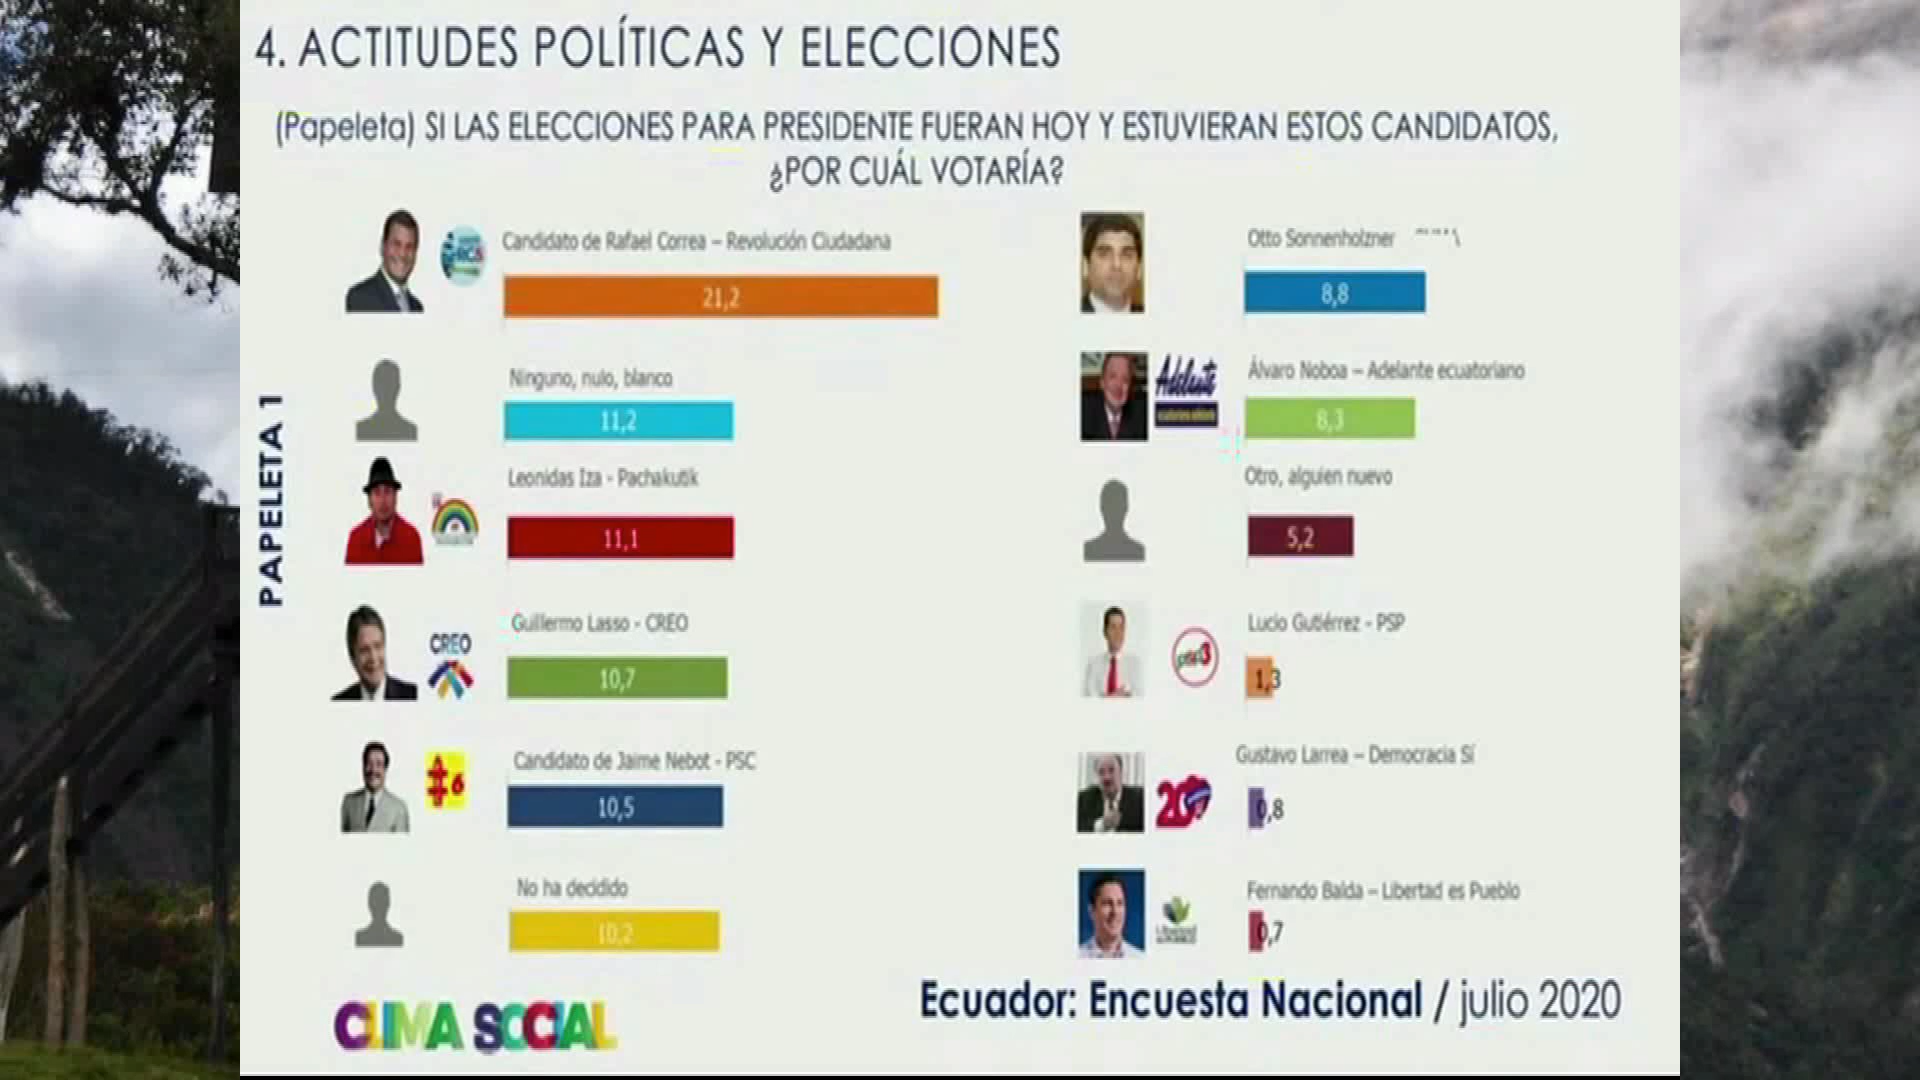 4. ACTITUDES POLÍTICAS Y ELECCIONES
(Papeleta) SI LAS ELECCIONES PARA PRESIDENTE FUERAN HOY Y ESTUVIERAN ESTOS CANDIDATOS,
¿POR CUÁL VOTARÍA?
PAPELETA 1
Candidato de Rafael Correa – Revolución Ciudadana
21,2
Ninguno, nulo, blanco
11,2
Leonidas Iza - Pachakutik
11,1
CREO
Guillermo Lasso - CREO
10,7
6
Candidato de Jaime Nebot - PSC
10,5
No ha decidido
10,2
Otto Sonnenholzner
8,8
Adelante
Álvaro Noboa – Adelante ecuatoriano
8,3
Otro, alguien nuevo
5,2
Lucio Gutiérrez - PSP
1,3
20
Gustavo Larrea – Democracia Sí
0,8
Fernando Balda – Libertad es Pueblo
0,7
CLIMA SOCIAL
Ecuador: Encuesta Nacional / julio 2020